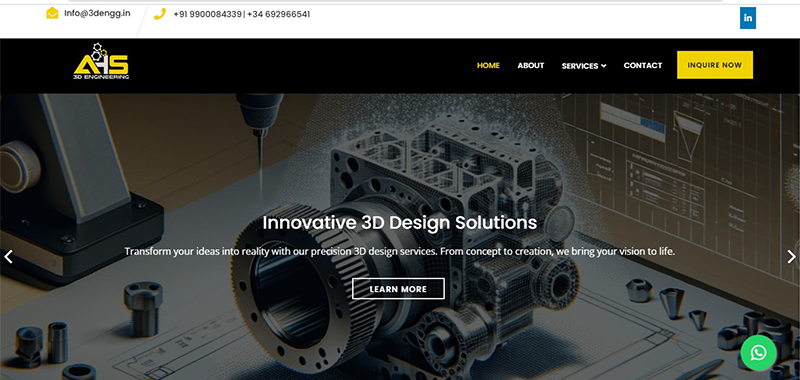 Info@3dengg.in
+91 9900084339 | +34 692966541
in
AHS
3D ENGINEERING
HOME
ABOUT
SERVICES
CONTACT
INQUIRE NOW
Innovative 3D Design Solutions
Transform your ideas into reality with our precision 3D design services. From concept to creation, we bring your vision to life.
LEARN MORE